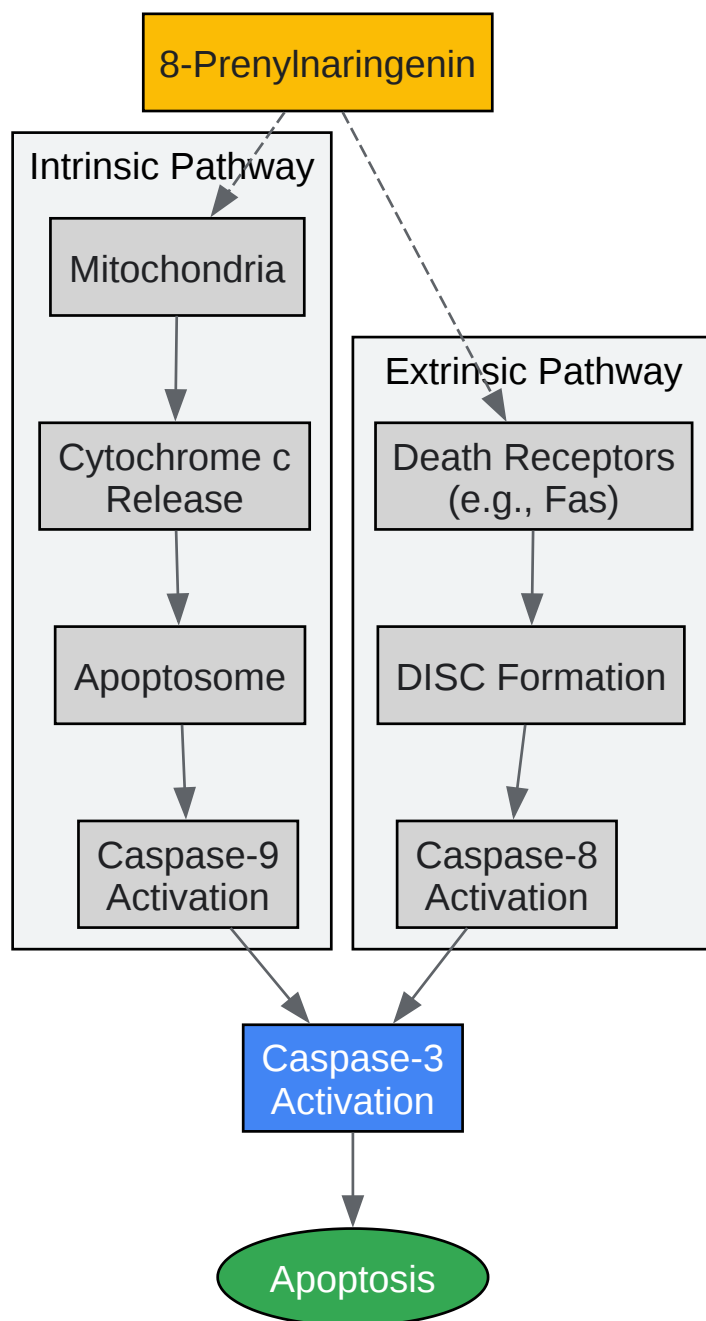 8-Prenylnaringenin
Intrinsic Pathway
Mitochondria
Cytochrome c
Release
Apoptosome
Caspase-9
Activation
Extrinsic Pathway
Death Receptors
(e.g., Fas)
DISC Formation
Caspase-8
Activation
Caspase-3
Activation
Apoptosis